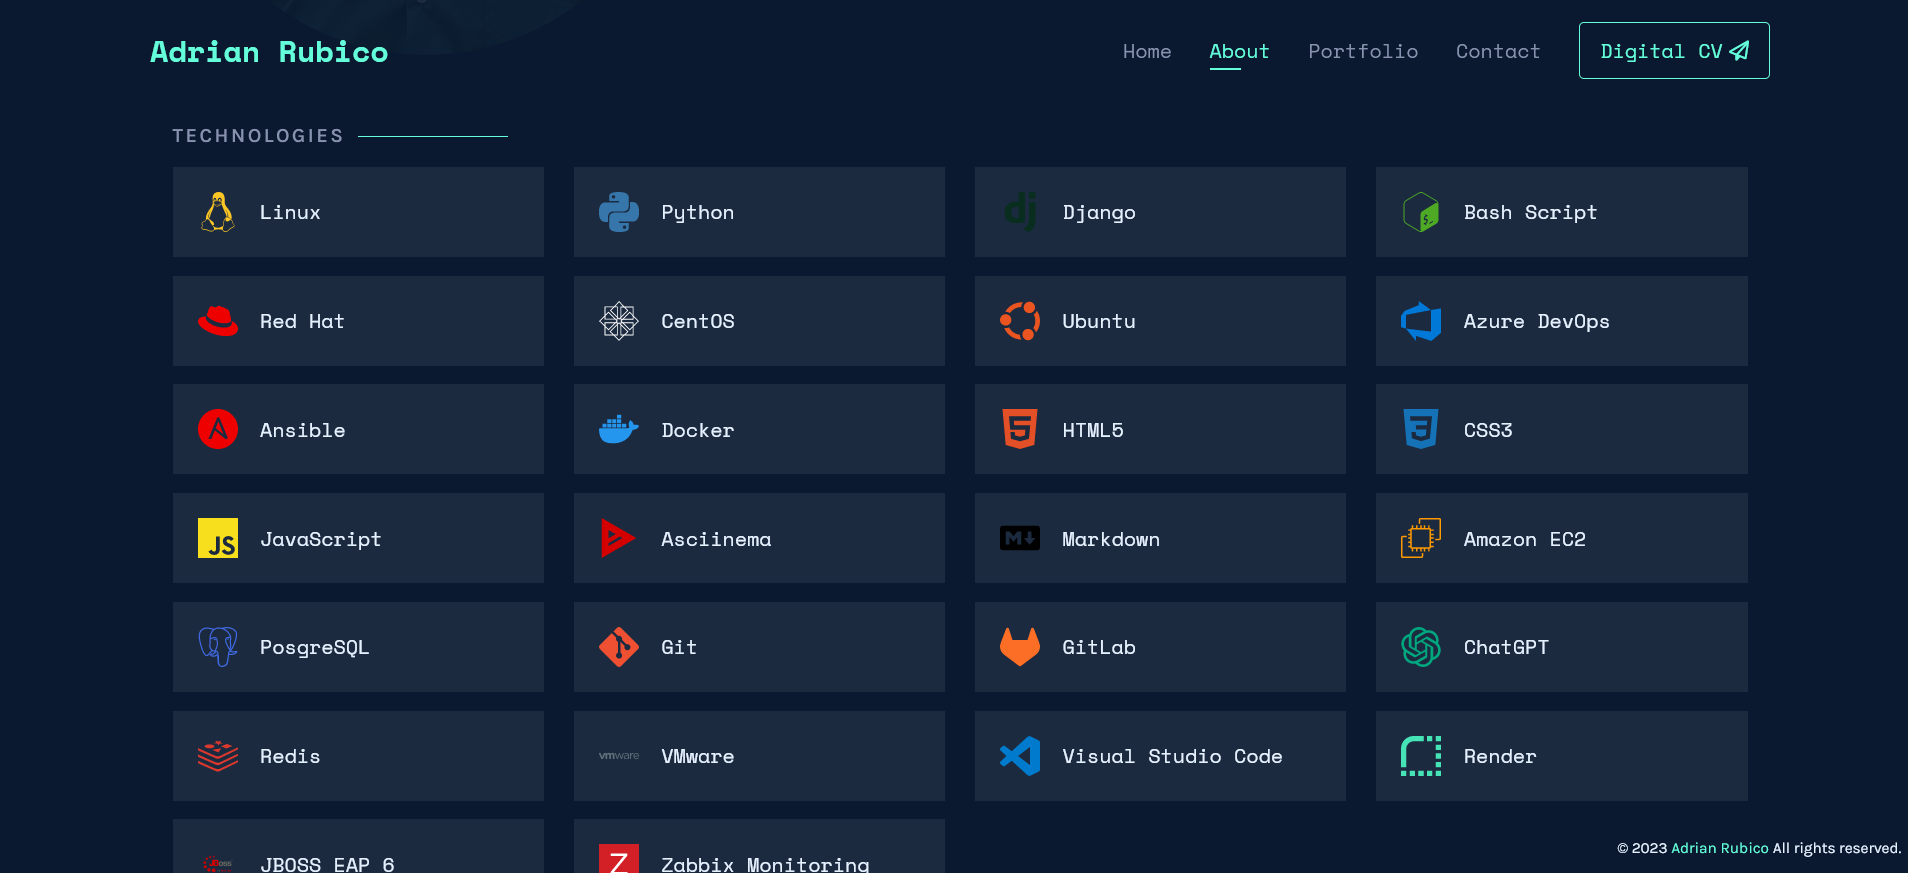 Adrian Rubico
Home About Portfolio Contact Digital CV
TECHNOLOGIES
Linux Python Django Bash Script
Red Hat CentOS Ubuntu Azure DevOps
Ansible Docker HTML5 CSS3
JS JavaScript Asciinema M Markdown Amazon EC2
PosgreSQL Git GitLab ChatGPT
Redis vmware VMware Visual Studio Code Render
JBoss JBOSS EAP 6 Z Zabbix Monitoring
© 2023 Adrian Rubico All rights reserved.